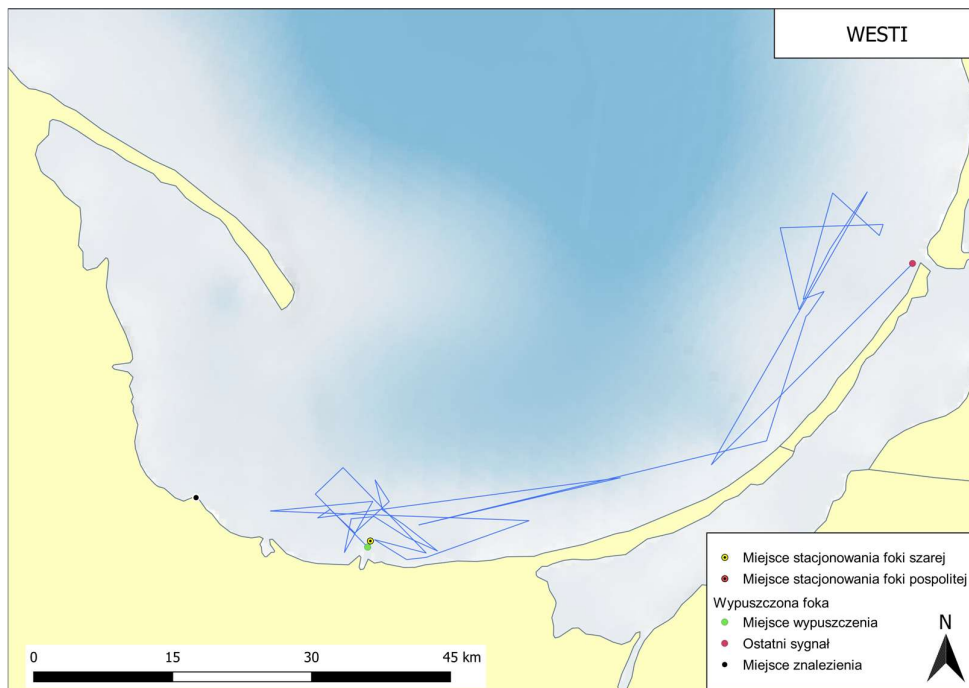 WESTI
Miejsce stacjonowania foki szarej
Miejsce stacjonowania foki pospolitej
Wypuszczona foka
Miejsce wypuszczenia
Ostatni sygnał
Miejsce znalezienia
N
0 15 30 45 km